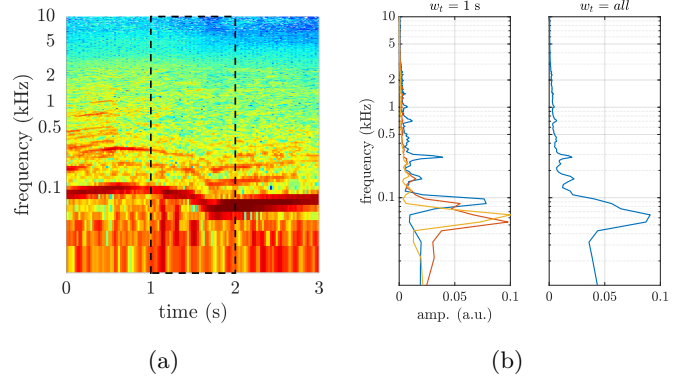 w_t = 1 s
w_t = all
10
5
2
1
0.5
0.1
frequency (kHz)
0
1
2
3
time (s)
(a)
10
5
2
1
0.5
0.1
frequency (kHz)
0
0.05
0.1
amp. (a.u.)
0
0.05
0.1
(b)